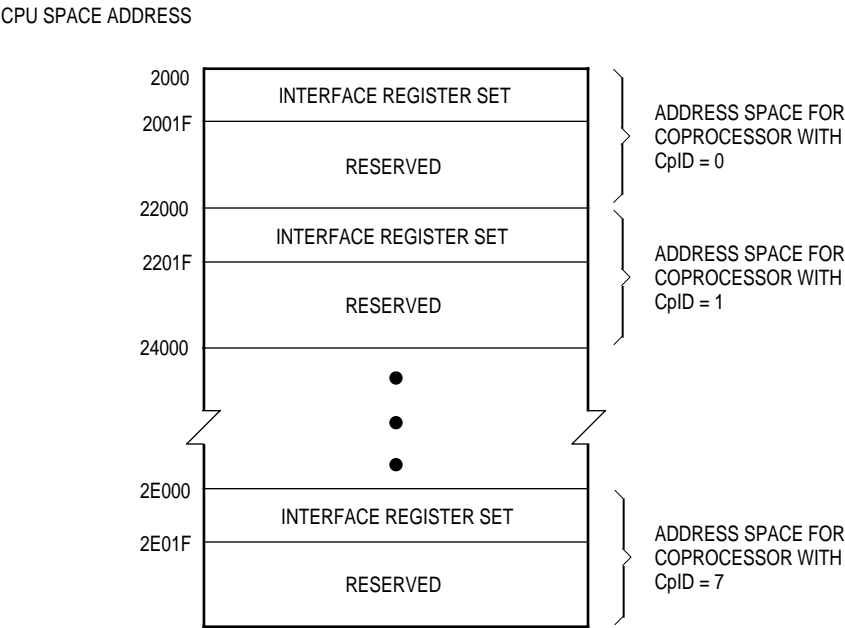 CPU SPACE ADDRESS
2000
INTERFACE REGISTER SET
2001F
RESERVED
ADDRESS SPACE FOR
COPROCESSOR WITH
CpID = 0
22000
INTERFACE REGISTER SET
2201F
RESERVED
ADDRESS SPACE FOR
COPROCESSOR WITH
CpID = 1
24000
2E000
INTERFACE REGISTER SET
2E01F
RESERVED
ADDRESS SPACE FOR
COPROCESSOR WITH
CpID = 7